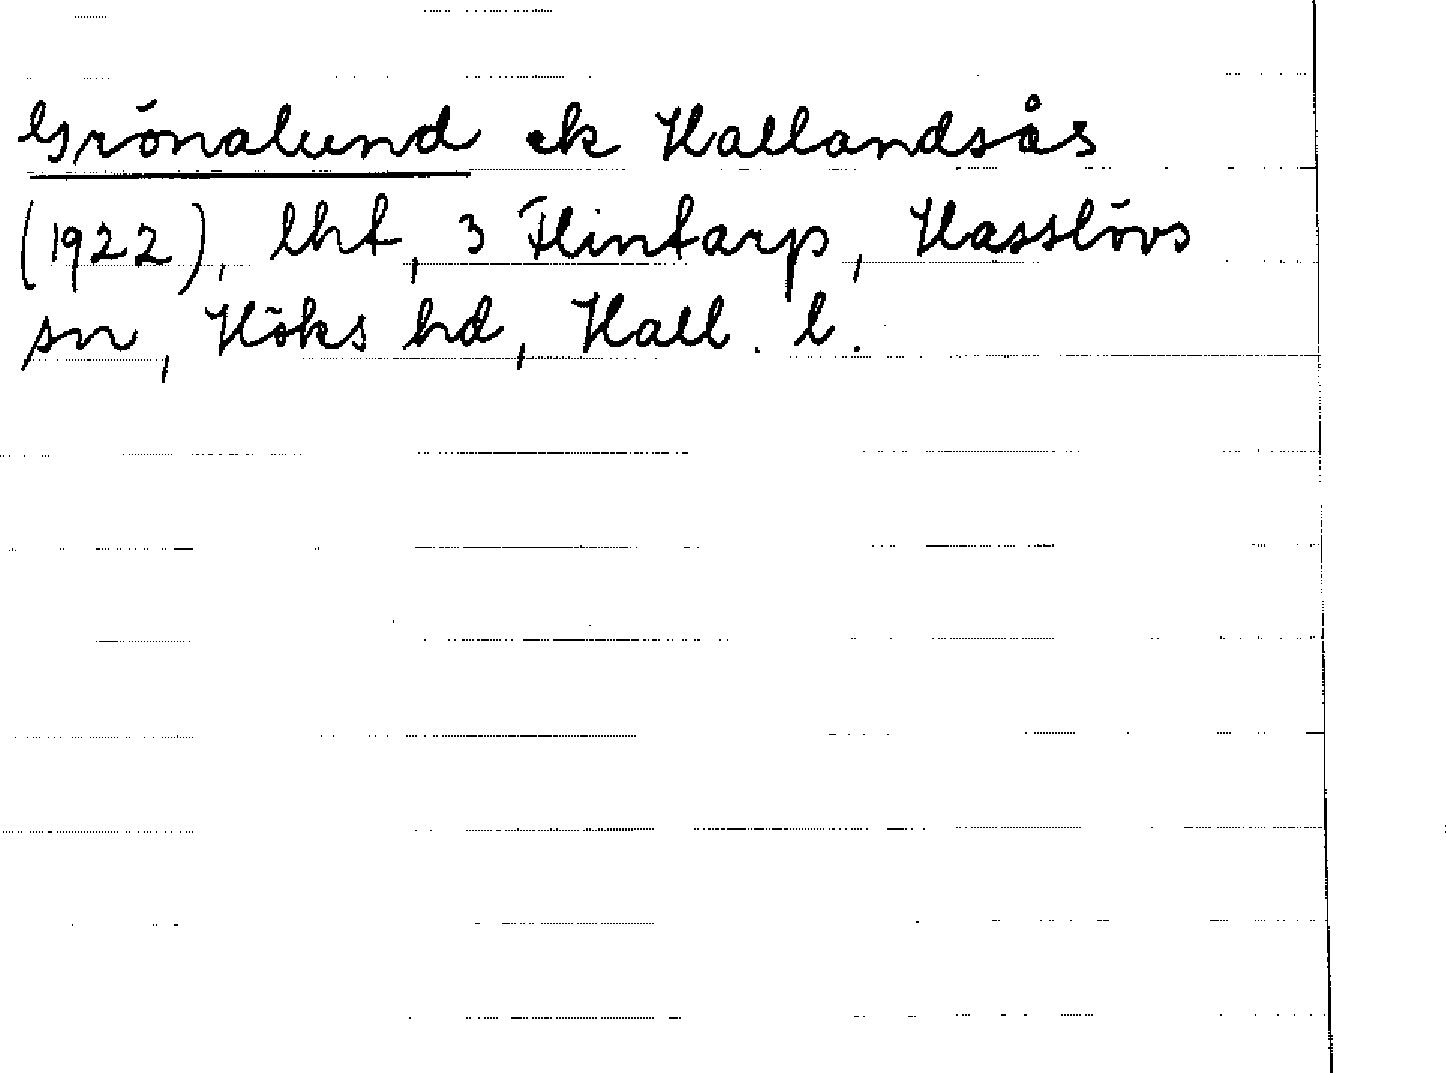 Grönalund ek Hallandsås
(1922), lht, 3 Flintarp, Hasslövs
sn, Höks hd, Hall. l.